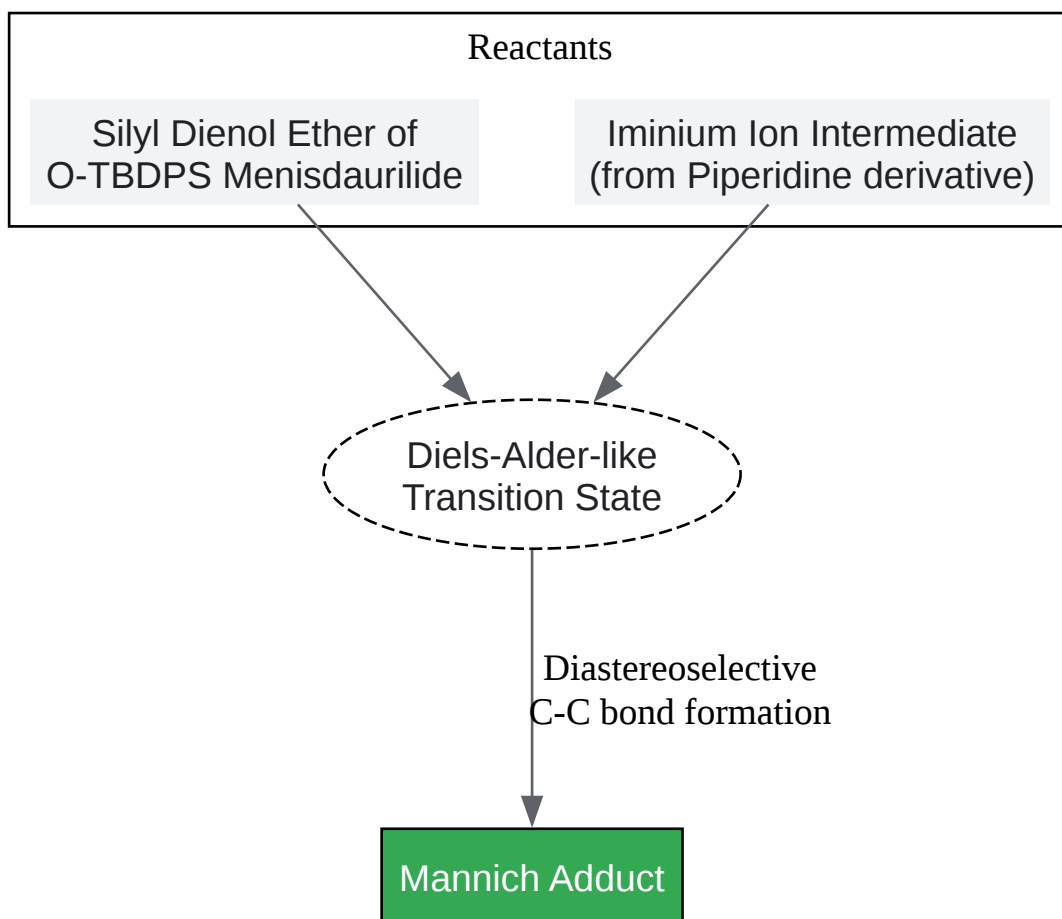 Reactants
Silyl Dienol Ether of
O-TBDPS Menisdaurilide
Iminium Ion Intermediate
(from Piperidine derivative)
Diels-Alder-like
Transition State
Diastereoselective
C-C bond formation
Mannich Adduct